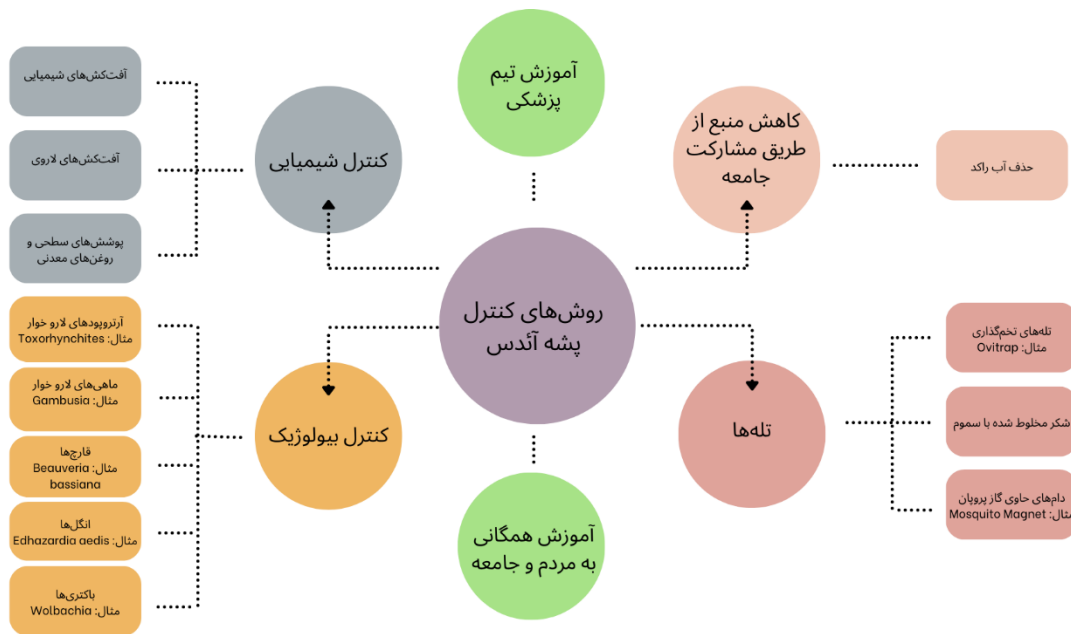 آموزش تیم
پزشکی
کاهش منبع از
طریق مشارکت
جامعه
حذف آب راکد
کنترل شیمیایی
آفت‌کش‌های شیمیایی
آفت‌کش‌های لاروی
پوشش‌های سطحی و
روغن‌های معدنی
روش‌های کنترل
پشه آئدس
تله‌ها
تله‌های تخم‌گذاری
مثال: Ovitrap
شکر مخلوط شده با سموم
دام‌های حاوی گاز پروپان
مثال: Mosquito Magnet
کنترل بیولوژیک
آرتروپودهای لارو خوار
مثال: Toxorhynchites
ماهی‌های لارو خوار
مثال: Gambusia
قارچ‌ها
مثال: Beauveria
bassiana
انگل‌ها
مثال: Edhazardia aedis
باکتری‌ها
مثال: Wolbachia
آموزش همگانی
به مردم و جامعه